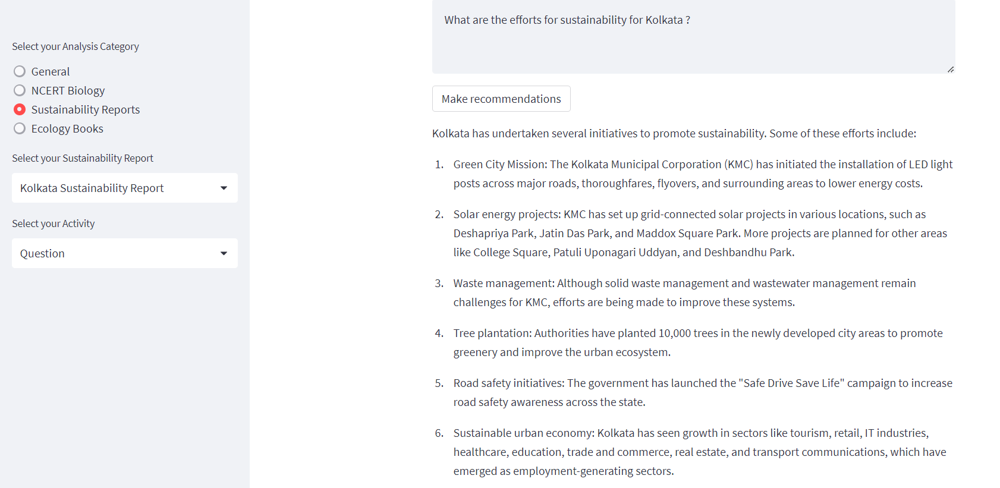 Select your Analysis Category
General
NCERT Biology
Sustainability Reports
Ecology Books
Select your Sustainability Report
Kolkata Sustainability Report
Select your Activity
Question
What are the efforts for sustainability for Kolkata ?
Make recommendations
Kolkata has undertaken several initiatives to promote sustainability. Some of these efforts include:
1. Green City Mission: The Kolkata Municipal Corporation (KMC) has initiated the installation of LED light
posts across major roads, thoroughfares, flyovers, and surrounding areas to lower energy costs.
2. Solar energy projects: KMC has set up grid-connected solar projects in various locations, such as
Deshapriya Park, Jatin Das Park, and Maddox Square Park. More projects are planned for other areas
like College Square, Patuli Uponagari Uddyan, and Deshbandhu Park.
3. Waste management: Although solid waste management and wastewater management remain
challenges for KMC, efforts are being made to improve these systems.
4. Tree plantation: Authorities have planted 10,000 trees in the newly developed city areas to promote
greenery and improve the urban ecosystem.
5. Road safety initiatives: The government has launched the "Safe Drive Save Life" campaign to increase
road safety awareness across the state.
6. Sustainable urban economy: Kolkata has seen growth in sectors like tourism, retail, IT industries,
healthcare, education, trade and commerce, real estate, and transport communications, which have
emerged as employment-generating sectors.